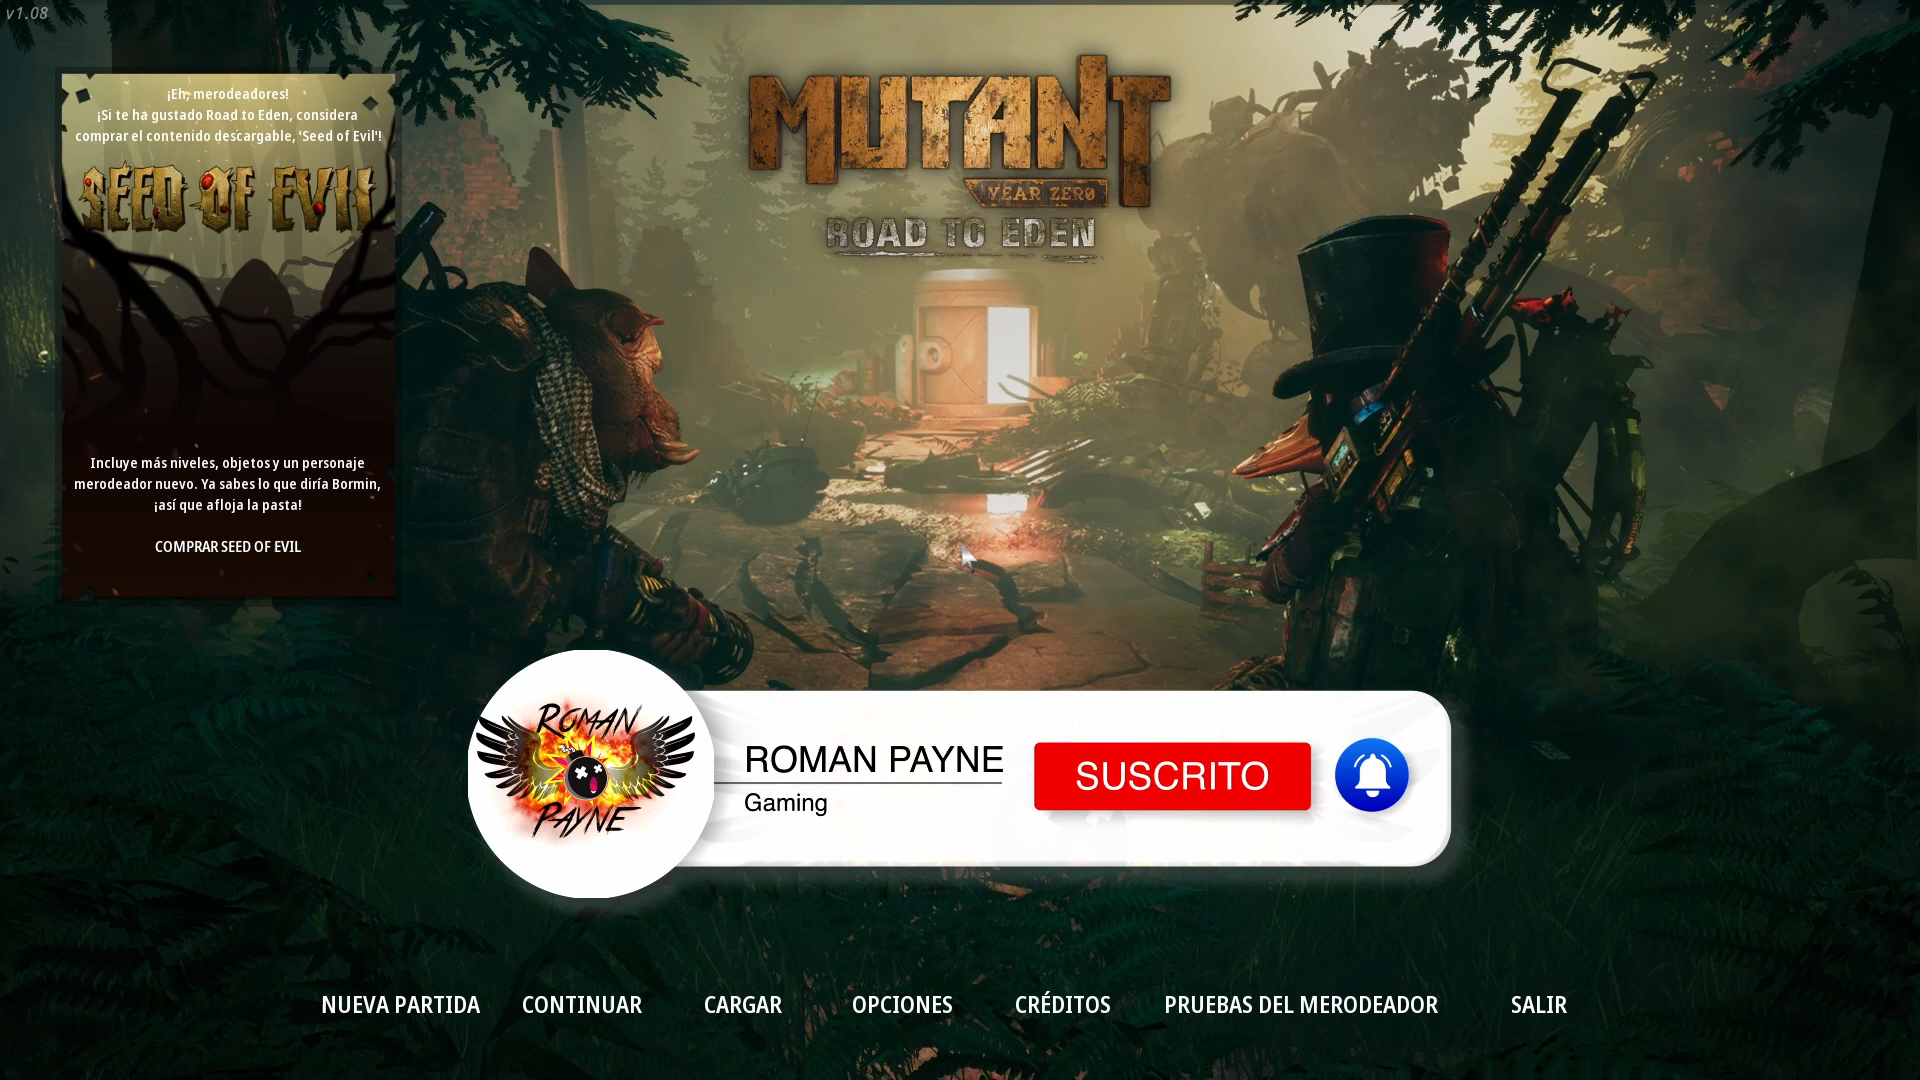 v1.08
¡Eh, merodeadores!
¡Si te ha gustado Road to Eden, considera
comprar el contenido descargable, 'Seed of Evil'!
SEED OF EVIL
Incluye más niveles, objetos y un personaje
merodeador nuevo. Ya sabes lo que diría Bormin,
¡así que afloja la pasta!
COMPRAR SEED OF EVIL
MUTANT
YEAR ZERO
ROAD TO EDEN
ROMAN
PAYNE
ROMAN PAYNE
Gaming
SUSCRITO
NUEVA PARTIDA CONTINUAR CARGAR OPCIONES CRÉDITOS PRUEBAS DEL MERODEADOR SALIR